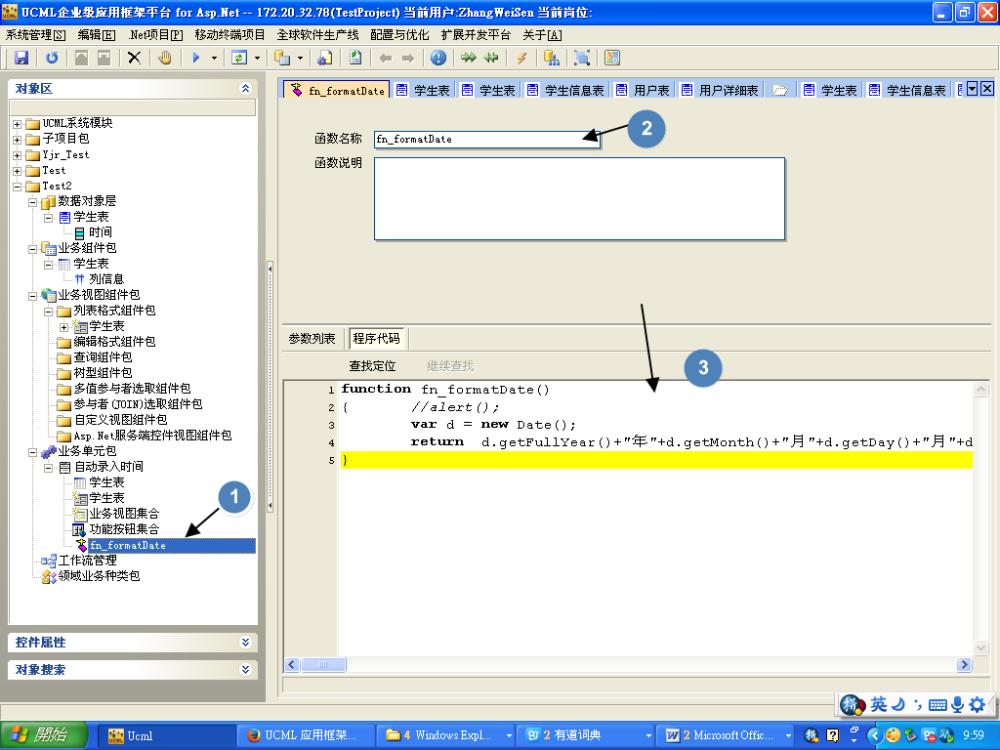 UCML企业级应用框架平台 for Asp.Net -- 172.20.32.78(TestProject) 当前用户:ZhangWeiSen 当前岗位:
系统管理[S] 编辑[E] .Net项目[P] 移动终端项目 全球软件生产线 配置与优化 扩展开发平台 关于[A]
对象区
fn_formatDate 学生表 学生表 学生信息表 用户表 用户详细表 学生表 学生信息表
UCML系统模块
子项目包
Yjr_Test
Test
Test2
数据对象层
学生表
时间
业务组件包
学生表
列信息
业务视图组件包
列表格式组件包
学生表
编辑格式组件包
查询组件包
树型组件包
多值参与者选取组件包
参与者(JOIN)选取组件包
自定义视图组件包
Asp.Net服务端控件视图组件包
业务单元包
自动录入时间
学生表
学生表
业务视图集合
功能按钮集合
fn_formatDate
工作流管理
领域业务种类包
1
控件属性
对象搜索
函数名称 fn_formatDate
2
函数说明
参数列表 程序代码
3
查找定位 继续查找
1 function fn_formatDate()
2 { //alert();
3 var d = new Date();
4 return d.getFullYear()+"年"+d.getMonth()+"月"+d.getDay()+"月"+d
5 }
英
開始 Ucml UCML 应用框架... 4 Windows Expl... 2 有道词典 2 Microsoft Offic... 9:59